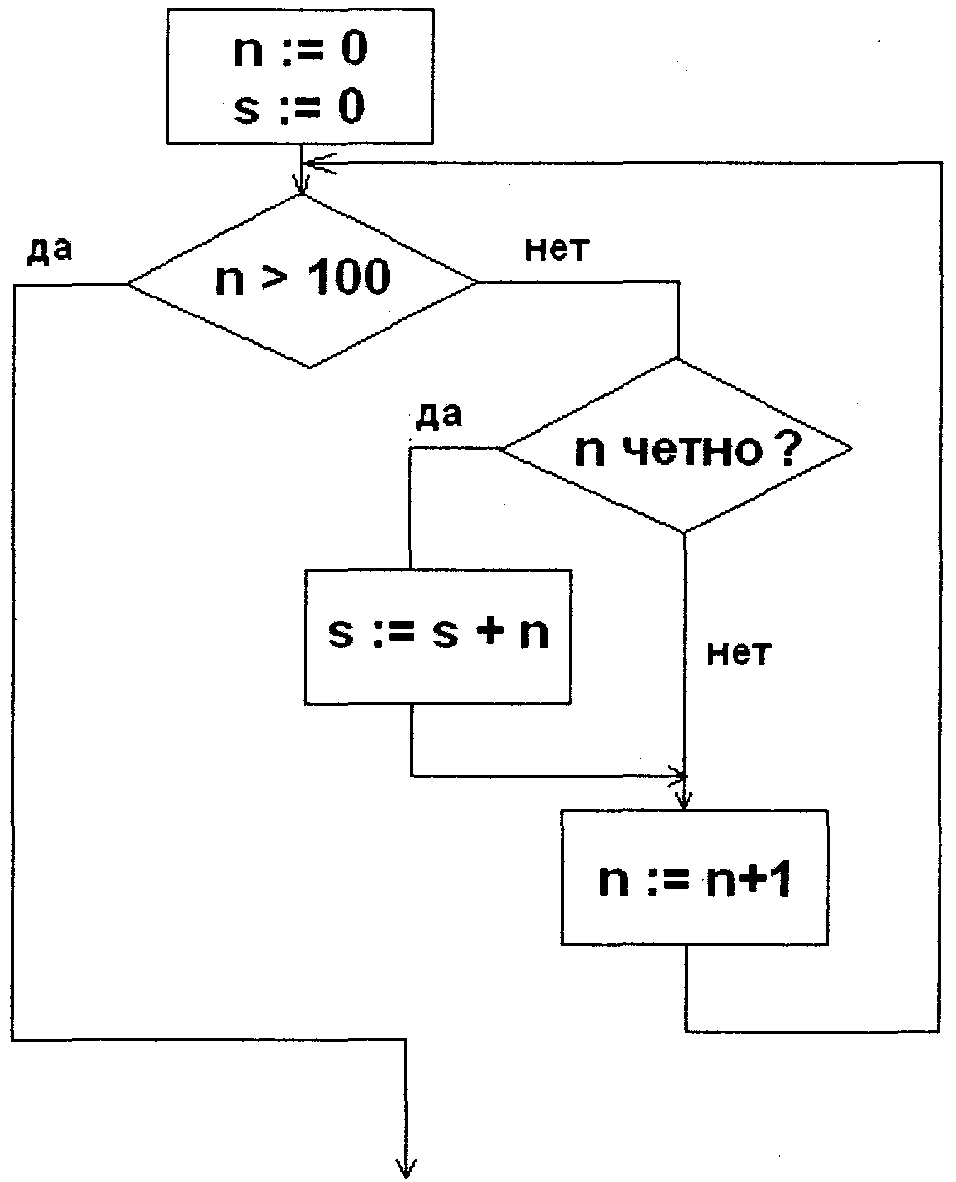 n := 0
s := 0
да
n > 100
нет
да
n четно ?
s := s + n
нет
n := n+1